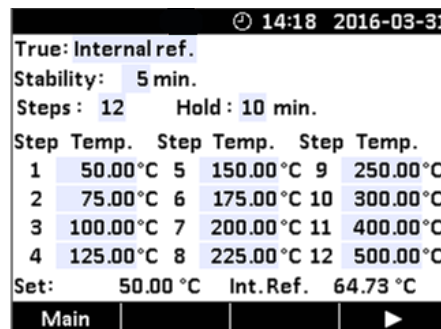 14:18 2016-03-31
True: Internal ref.
Stability: 5 min.
Steps: 12 Hold: 10 min.
Step Temp. Step Temp. Step Temp.
1 50.00°C 5 150.00°C 9 250.00°C
2 75.00°C 6 175.00°C 10 300.00°C
3 100.00°C 7 200.00°C 11 400.00°C
4 125.00°C 8 225.00°C 12 500.00°C
Set: 50.00 °C Int.Ref. 64.73 °C
Main